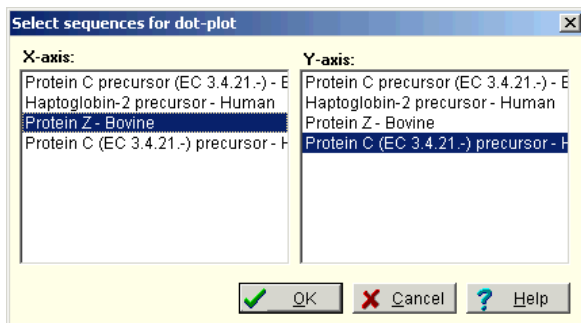 Select sequences for dot-plot
X-axis:
Protein C precursor (EC 3.4.21.-) - E
Haptoglobin-2 precursor - Human
Protein Z - Bovine
Protein C (EC 3.4.21.-) precursor - H
Y-axis:
Protein C precursor (EC 3.4.21.-) - E
Haptoglobin-2 precursor - Human
Protein Z - Bovine
Protein C (EC 3.4.21.-) precursor - H
OK
Cancel
Help